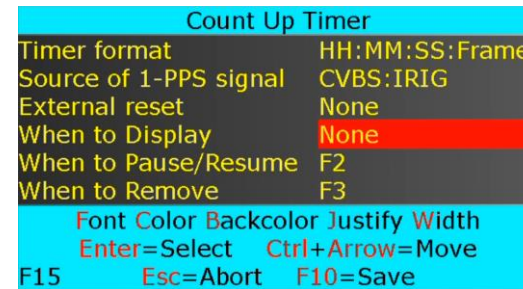 Count Up Timer
Timer format HH:MM:SS:Frame
Source of 1-PPS signal CVBS:IRIG
External reset None
When to Display None
When to Pause/Resume F2
When to Remove F3
Font Color Backcolor Justify Width
Enter=Select Ctrl+Arrow=Move
F15 Esc=Abort F10=Save